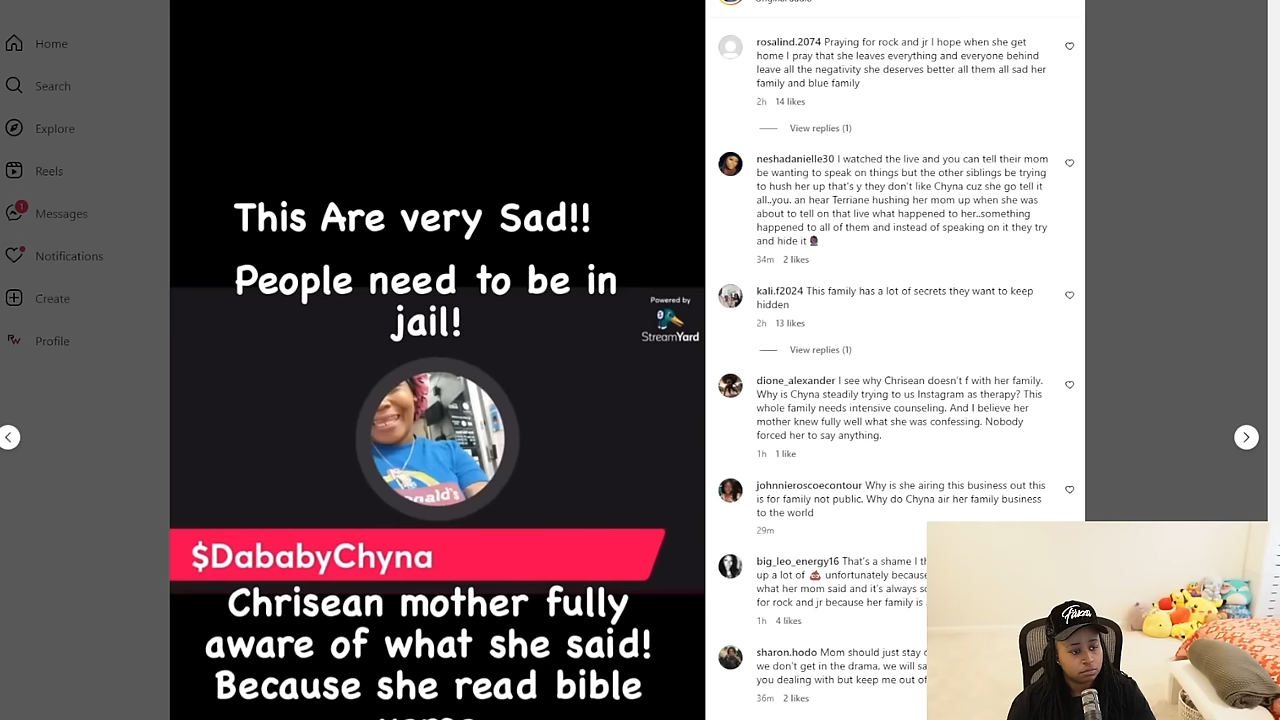 Home
Search
Explore
Reels
1
Messages
Notifications
Create
Profile
This Are very Sad!!
People need to be in
jail!
Powered by
StreamYard
nald's
$DababyChyna
Chrisean mother fully
aware of what she said!
Because she read bible
Original audio
rosalind.2074 Praying for rock and jr I hope when she get
home I pray that she leaves everything and everyone behind
leave all the negativity she deserves better all them all sad her
family and blue family
2h 14 likes
View replies (1)
neshadanielle30 I watched the live and you can tell their mom
be wanting to speak on things but the other siblings be trying
to hush her up that's y they don't like Chyna cuz she go tell it
all..you. an hear Terriane hushing her mom up when she was
about to tell on that live what happened to her..something
happened to all of them and instead of speaking on it they try
and hide it
34m 2 likes
kali.f2024 This family has a lot of secrets they want to keep
hidden
2h 13 likes
View replies (1)
dione_alexander I see why Chrisean doesn't f with her family.
Why is Chyna steadily trying to us Instagram as therapy? This
whole family needs intensive counseling. And I believe her
mother knew fully well what she was confessing. Nobody
forced her to say anything.
1h 1 like
johnnieroscoecontour Why is she airing this business out this
is for family not public. Why do Chyna air her family business
to the world
29m
big_leo_energy16 That's a shame I
up a lot of 💩 unfortunately because
what her mom said and it's always
for rock and jr because her family is
1h 4 likes
sharon.hodo Mom should just stay
we don't get in the drama, we will
you dealing with but keep me out of
36m 2 likes